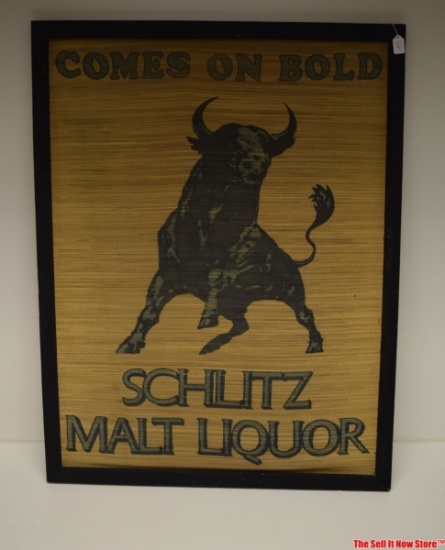 COMES ON BOLD
SCHLITZ
MALT LIQUOR
The Sell It Now Store™